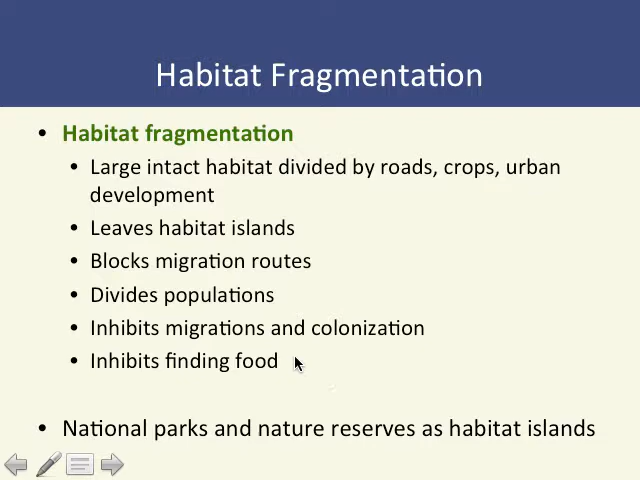 Habitat Fragmentation
• Habitat fragmentation
• Large intact habitat divided by roads, crops, urban
development
• Leaves habitat islands
• Blocks migration routes
• Divides populations
• Inhibits migrations and colonization
• Inhibits finding food
• National parks and nature reserves as habitat islands